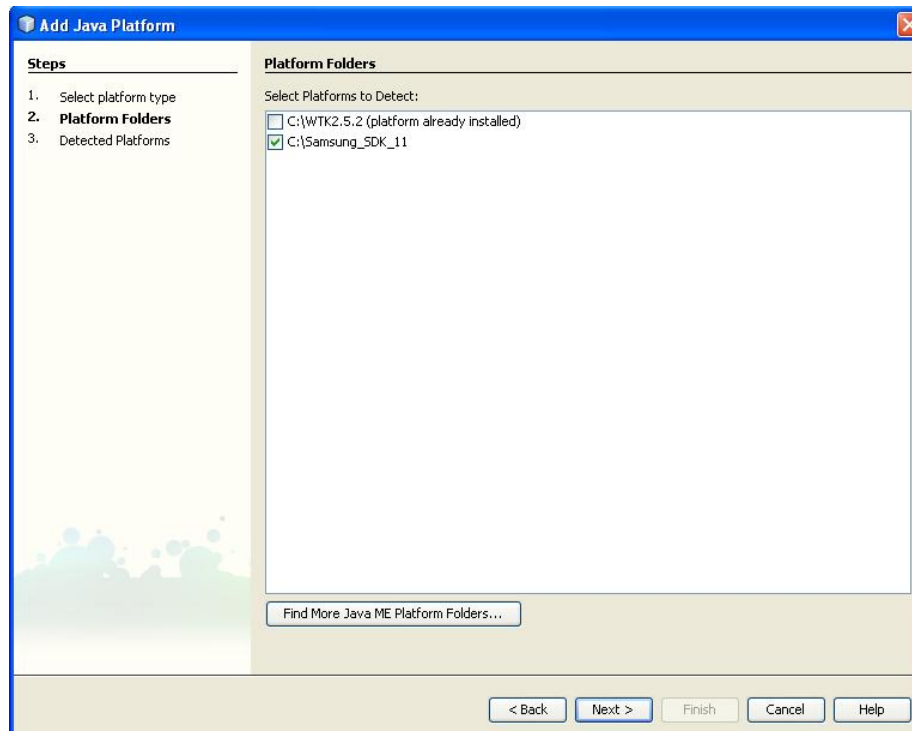 Add Java Platform
Steps
1. Select platform type
2. Platform Folders
3. Detected Platforms
Platform Folders
Select Platforms to Detect:
C:\WTK2.5.2 (platform already installed)
C:\Samsung_SDK_11
Find More Java ME Platform Folders...
< Back Next > Finish Cancel Help